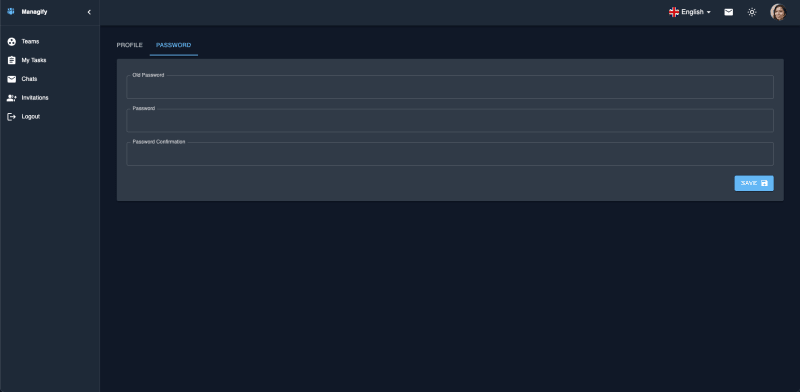 Managify
English
Teams
My Tasks
Chats
Invitations
Logout
PROFILE
PASSWORD
Old Password
Password
Password Confirmation
SAVE